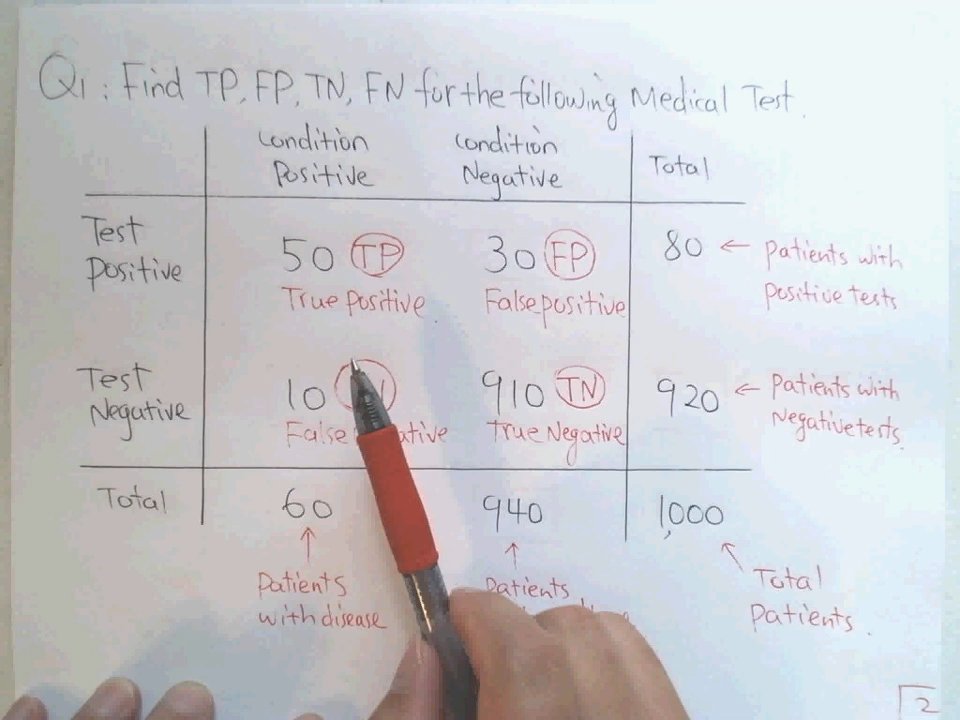 Q1: Find TP, FP, TN, FN for the following Medical Test.
Condition Positive
Condition Negative
Total
Test Positive
50 TP
True positive
30 FP
False positive
80 ← patients with positive tests
Test Negative
10
False
910 TN
True Negative
920 ← patients with Negative tests.
Total
60
940
1,000
↑
Patients with disease
↑
Patients
↖
Total Patients.
2